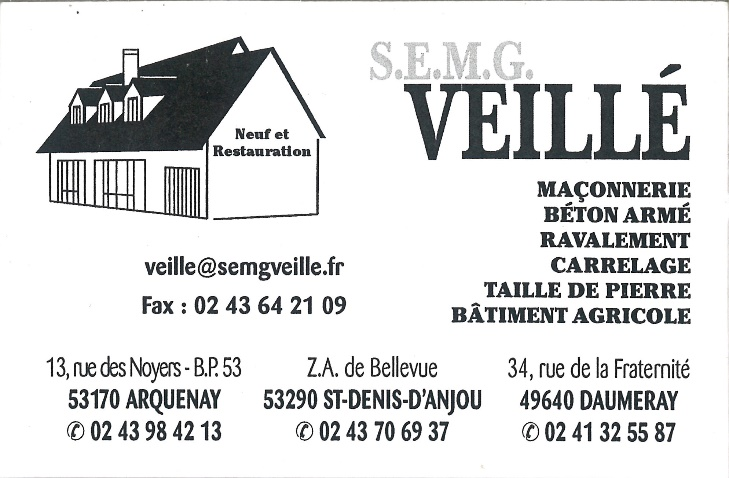 S.E.M.G.
VEILLÉ
Neuf et
Restauration
MAÇONNERIE
BÉTON ARMÉ
RAVALEMENT
CARRELAGE
TAILLE DE PIERRE
BÂTIMENT AGRICOLE
veille@semgveille.fr
Fax : 02 43 64 21 09
13, rue des Noyers - B.P. 53
53170 ARQUENAY
✆ 02 43 98 42 13
Z.A. de Bellevue
53290 ST-DENIS-D'ANJOU
✆ 02 43 70 69 37
34, rue de la Fraternité
49640 DAUMERAY
✆ 02 41 32 55 87